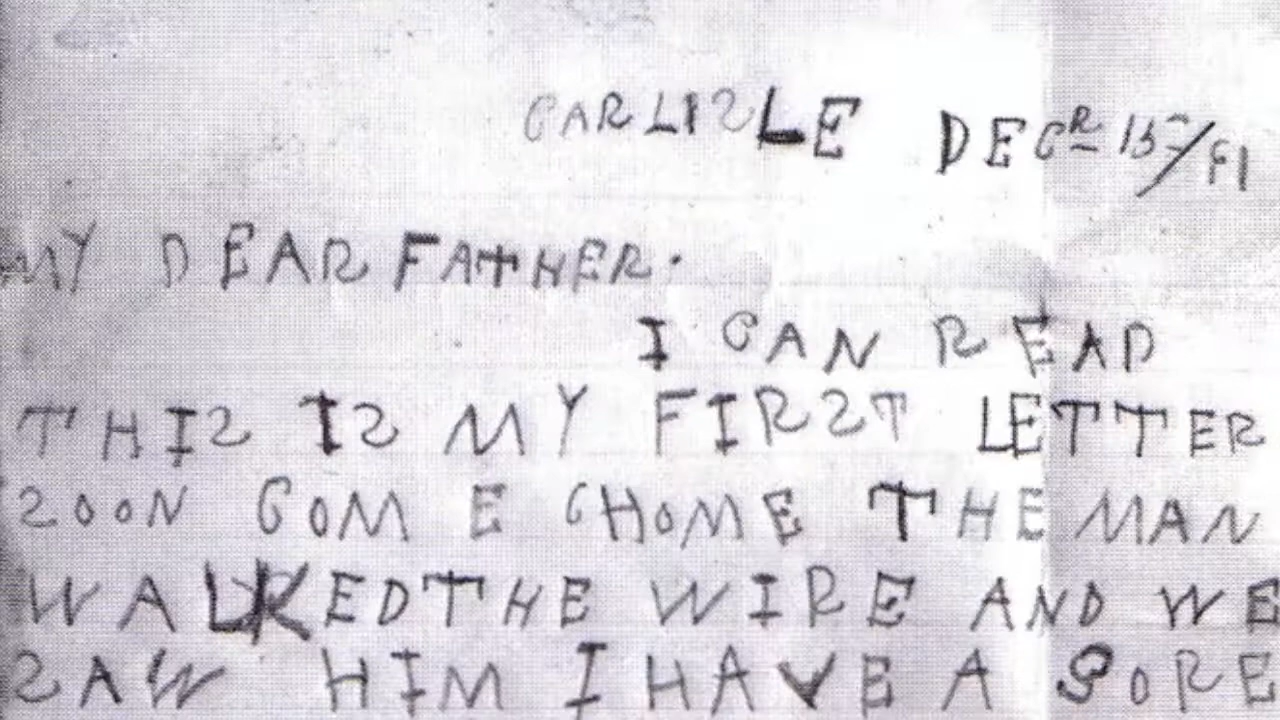 CARLISLE DECR 15/61
MY DEAR FATHER.
I CAN READ
THIS IS MY FIRST LETTER
SOON COM E CHOME THE MAN
WALKEDTHE WIRE AND WE
SAW HIM I HAVE A SORE